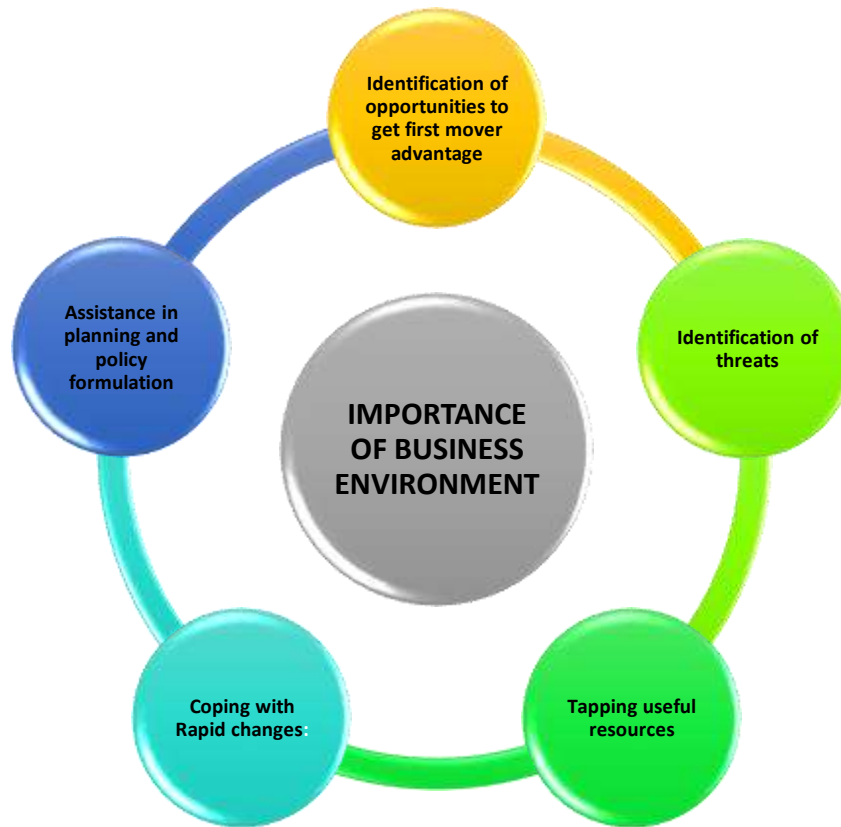 Identification of
opportunities to
get first mover
advantage
Identification of
threats
Tapping useful
resources
Coping with
Rapid changes:
Assistance in
planning and
policy
formulation
IMPORTANCE
OF BUSINESS
ENVIRONMENT